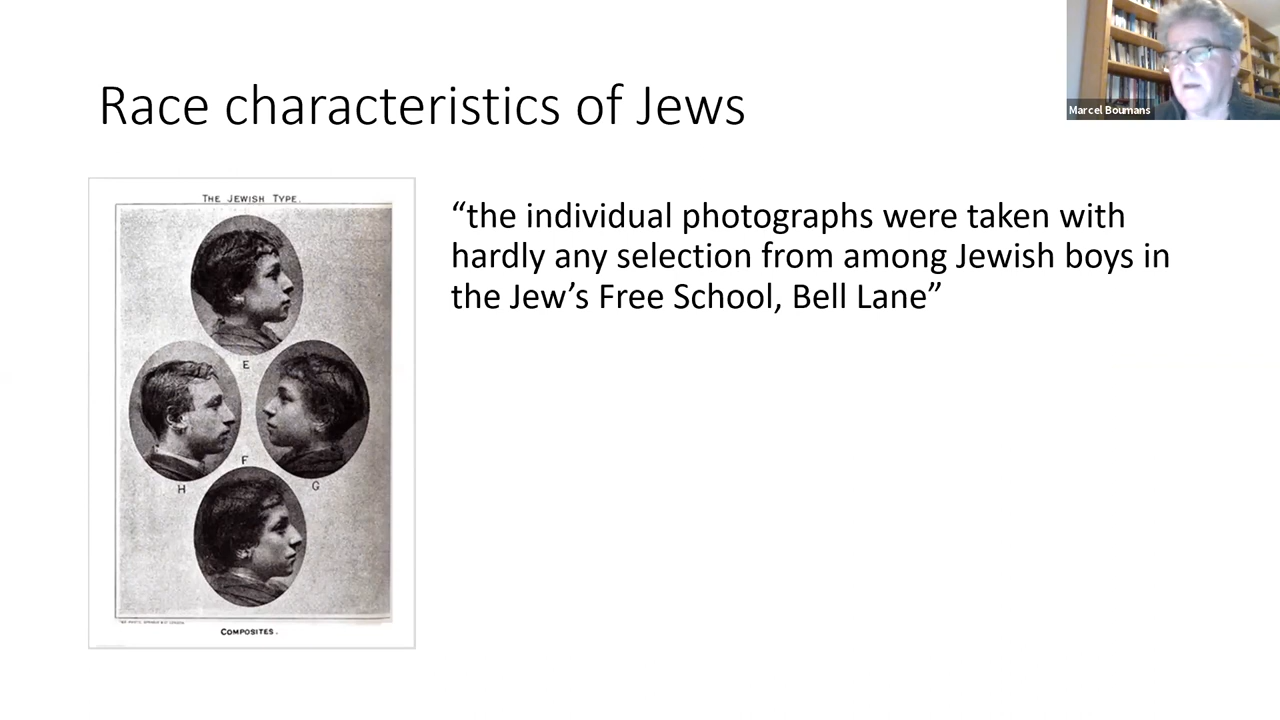 Race characteristics of Jews
Marcel Boumans
THE JEWISH TYPE.
E
F
H
G
COMPOSITES.
“the individual photographs were taken with
hardly any selection from among Jewish boys in
the Jew’s Free School, Bell Lane”